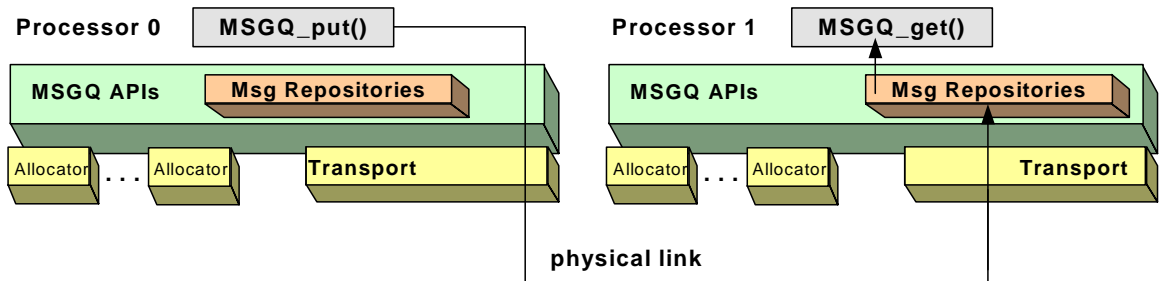 Processor 0 MSGQ_put() Processor 1 MSGQ_get()
MSGQ APIs Msg Repositories MSGQ APIs Msg Repositories
Allocator . . . Allocator Transport Allocator . . . Allocator Transport
physical link